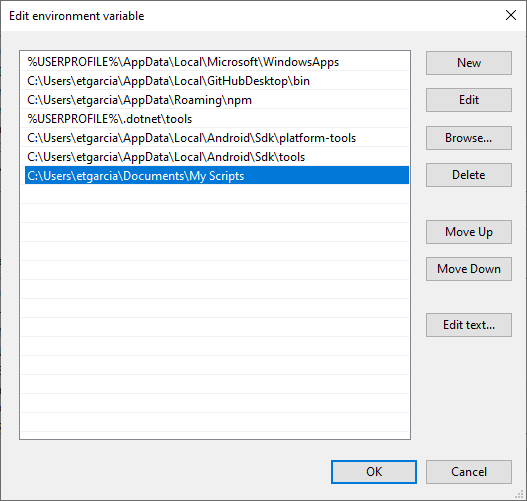 Edit environment variable
%USERPROFILE%\AppData\Local\Microsoft\WindowsApps
C:\Users\etgarcia\AppData\Local\GitHubDesktop\bin
C:\Users\etgarcia\AppData\Roaming\npm
%USERPROFILE%\.dotnet\tools
C:\Users\etgarcia\AppData\Local\Android\Sdk\platform-tools
C:\Users\etgarcia\AppData\Local\Android\Sdk\tools
C:\Users\etgarcia\Documents\My Scripts
New
Edit
Browse...
Delete
Move Up
Move Down
Edit text...
OK
Cancel